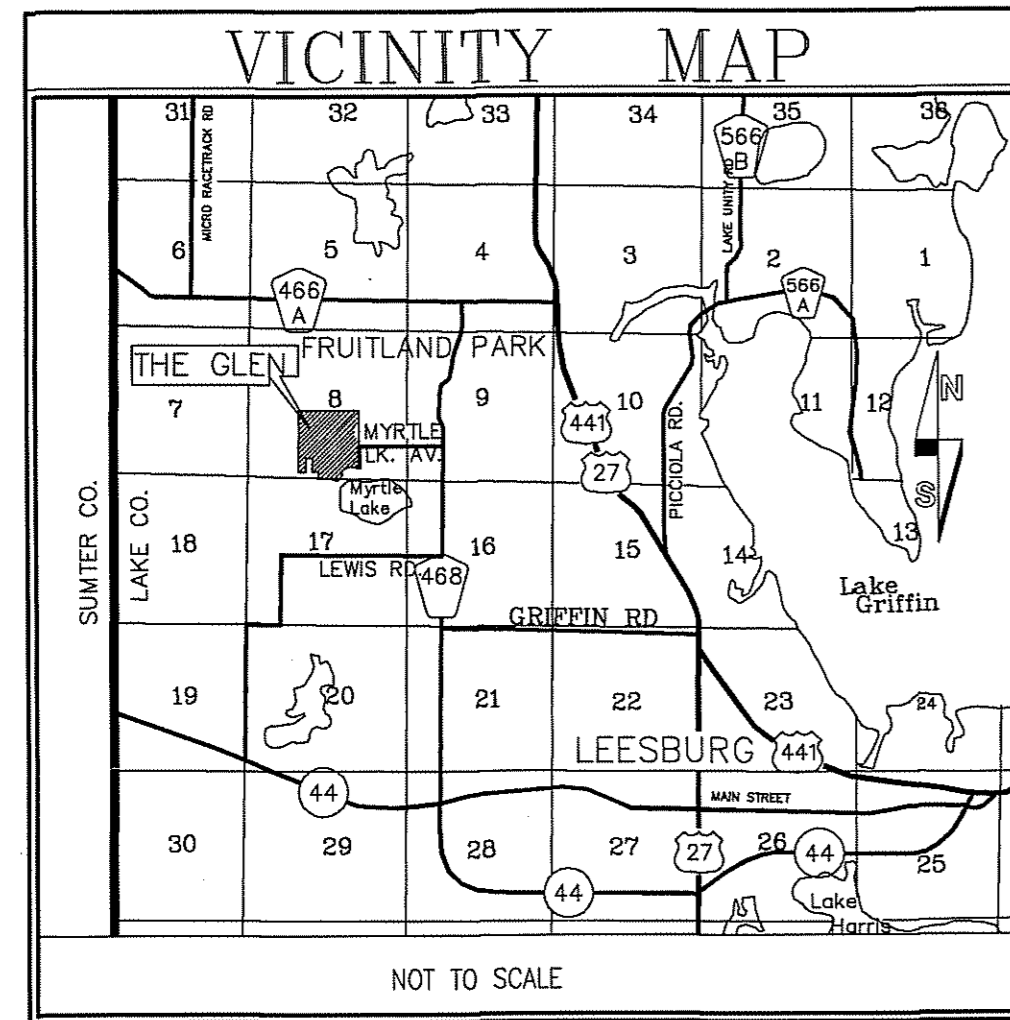 VICINITY MAP
31 32 33 34 35 36
MICRO RACETRACK RD
566 B
LAKE UNITY RD
6 5 4 3 2 1
466 A
566 A
FRUITLAND PARK
THE GLEN
7 8 9 10 11 12
441
27
MYRTLE
LK. AV.
PICCIOLA RD.
N
S
Myrtle
Lake
SUMTER CO.
LAKE CO.
18 17 16 15 14 13
LEWIS RD.
468
Lake
Griffin
GRIFFIN RD
19 20 21 22 23 24
LEESBURG
441
44
MAIN STREET
30 29 28 27 26 25
27
44
44
Lake
Harris
NOT TO SCALE